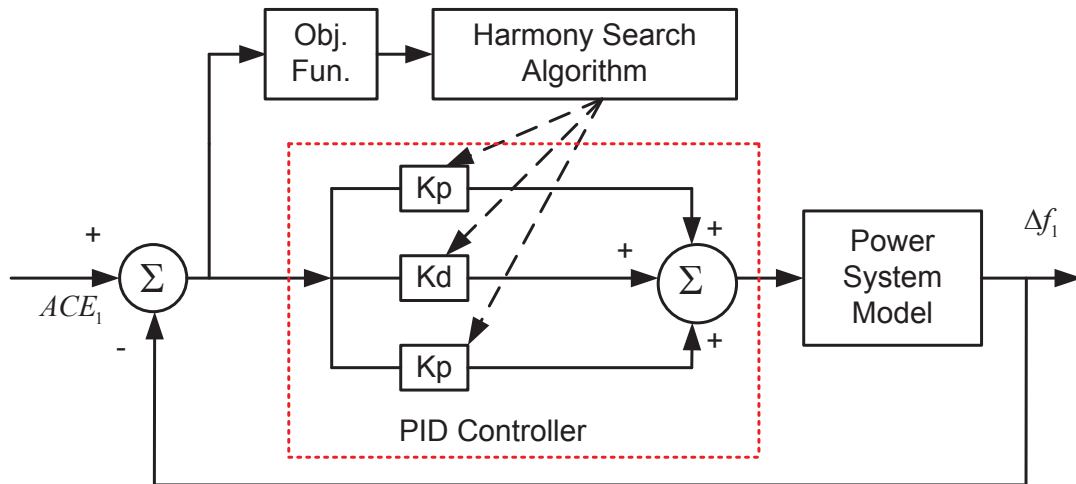 Obj.
Fun.
Harmony Search
Algorithm
Kp
+
+
Σ
ACE₁
-
Kd
+
Σ
Power
System
Model
Δf₁
Kp
+
PID Controller